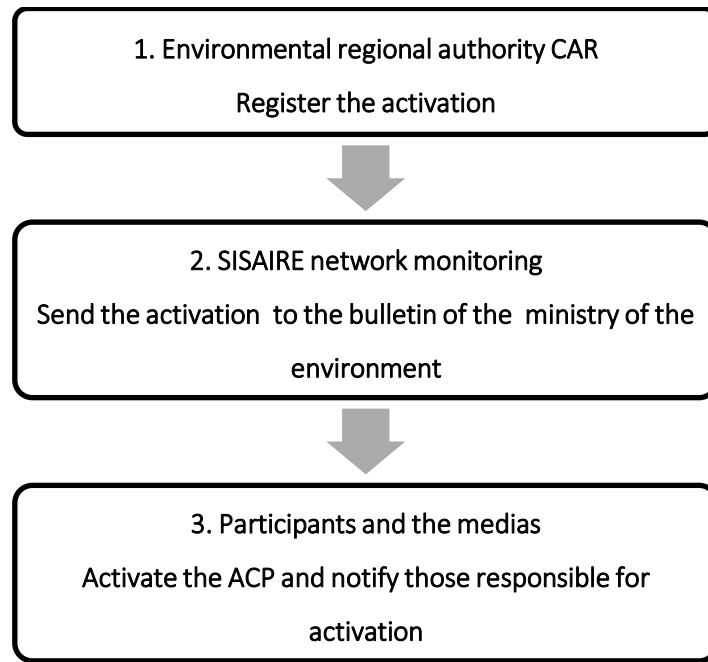 1. Environmental regional authority CAR
Register the activation
2. SISAIRE network monitoring
Send the activation to the bulletin of the ministry of the
environment
3. Participants and the medias
Activate the ACP and notify those responsible for
activation